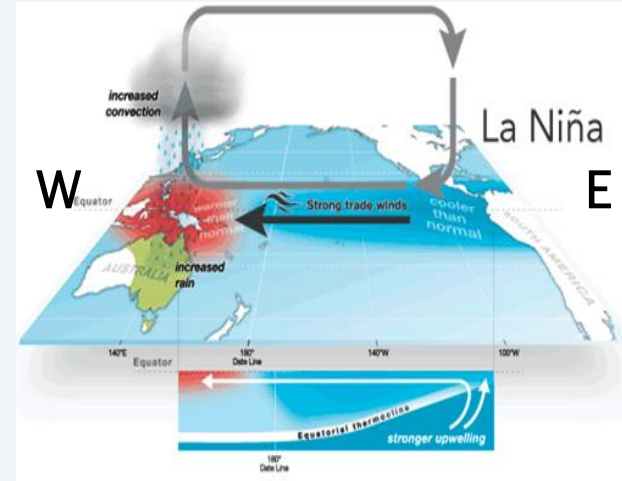 increased
convection
La Niña
W
Equator
E
warmer
than
normal
Strong trade winds
cooler
than
normal
SOUTH AMERICA
AUSTRALIA
increased
rain
140°E
180°
Date Line
140°W
100°W
Equator
Equatorial thermocline
stronger upwelling
180°
Date Line